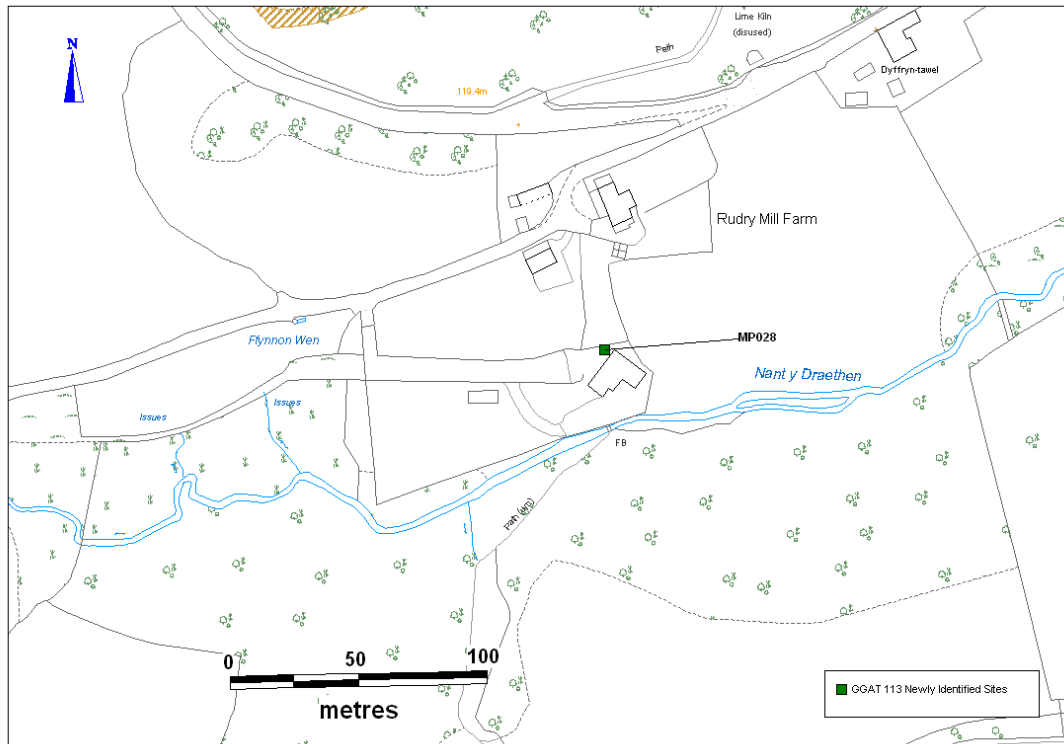 Lime Kiln
(disused)
N
Path
Dyffryn-tawel
119.4m
Rudry Mill Farm
Ffynnon Wen
MP028
Nant y Draethen
Issues
Issues
FB
Path (um)
0 50 100
metres
GGAT 113 Newly Identified Sites